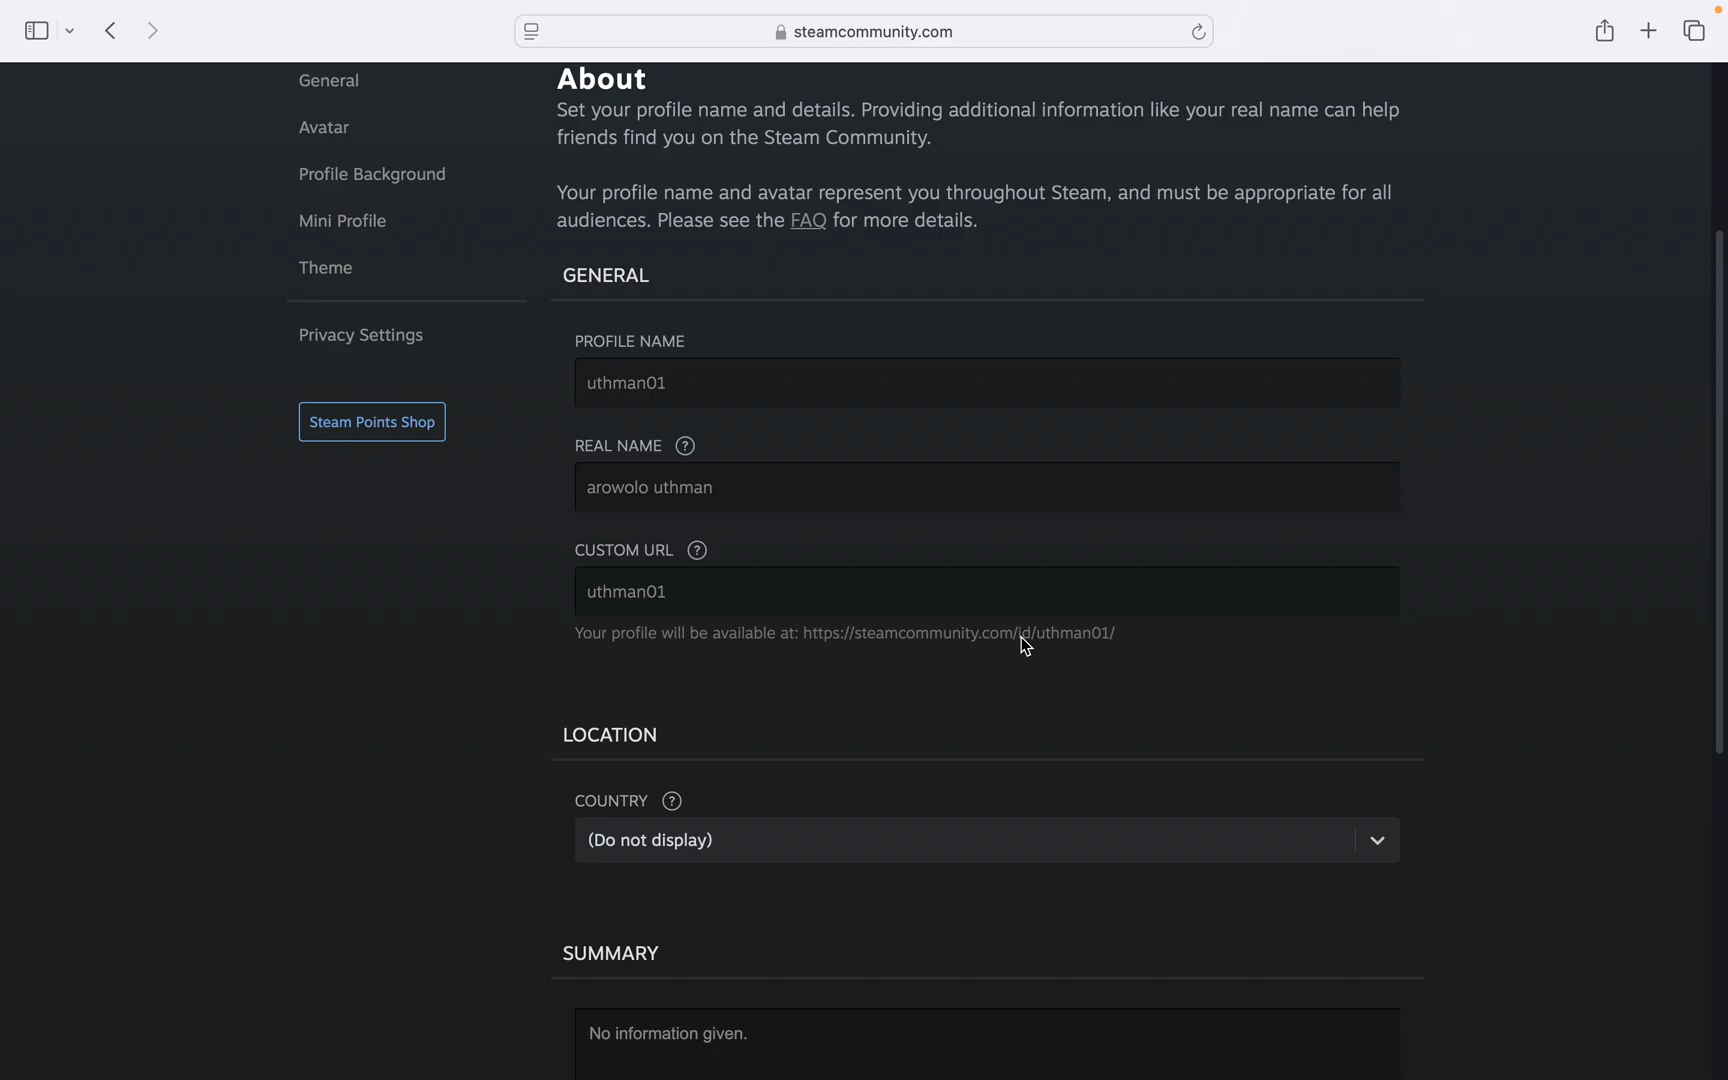 steamcommunity.com
General
Avatar
Profile Background
Mini Profile
Theme
Privacy Settings
Steam Points Shop
About
Set your profile name and details. Providing additional information like your real name can help
friends find you on the Steam Community.
Your profile name and avatar represent you throughout Steam, and must be appropriate for all
audiences. Please see the FAQ for more details.
GENERAL
PROFILE NAME
uthman01
REAL NAME ?
arowolo uthman
CUSTOM URL ?
uthman01
Your profile will be available at: https://steamcommunity.com/id/uthman01/
LOCATION
COUNTRY ?
(Do not display)
SUMMARY
No information given.